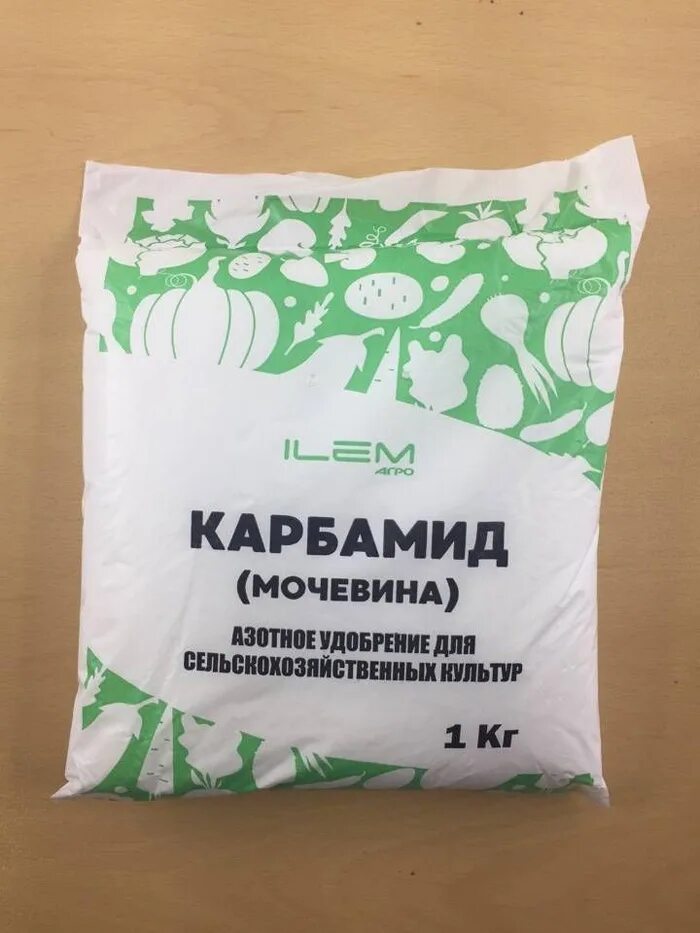 ILEM
АГРО
КАРБАМИД
(МОЧЕВИНА)
АЗОТНОЕ УДОБРЕНИЕ ДЛЯ
СЕЛЬСКОХОЗЯЙСТВЕННЫХ КУЛЬТУР
1 Кг